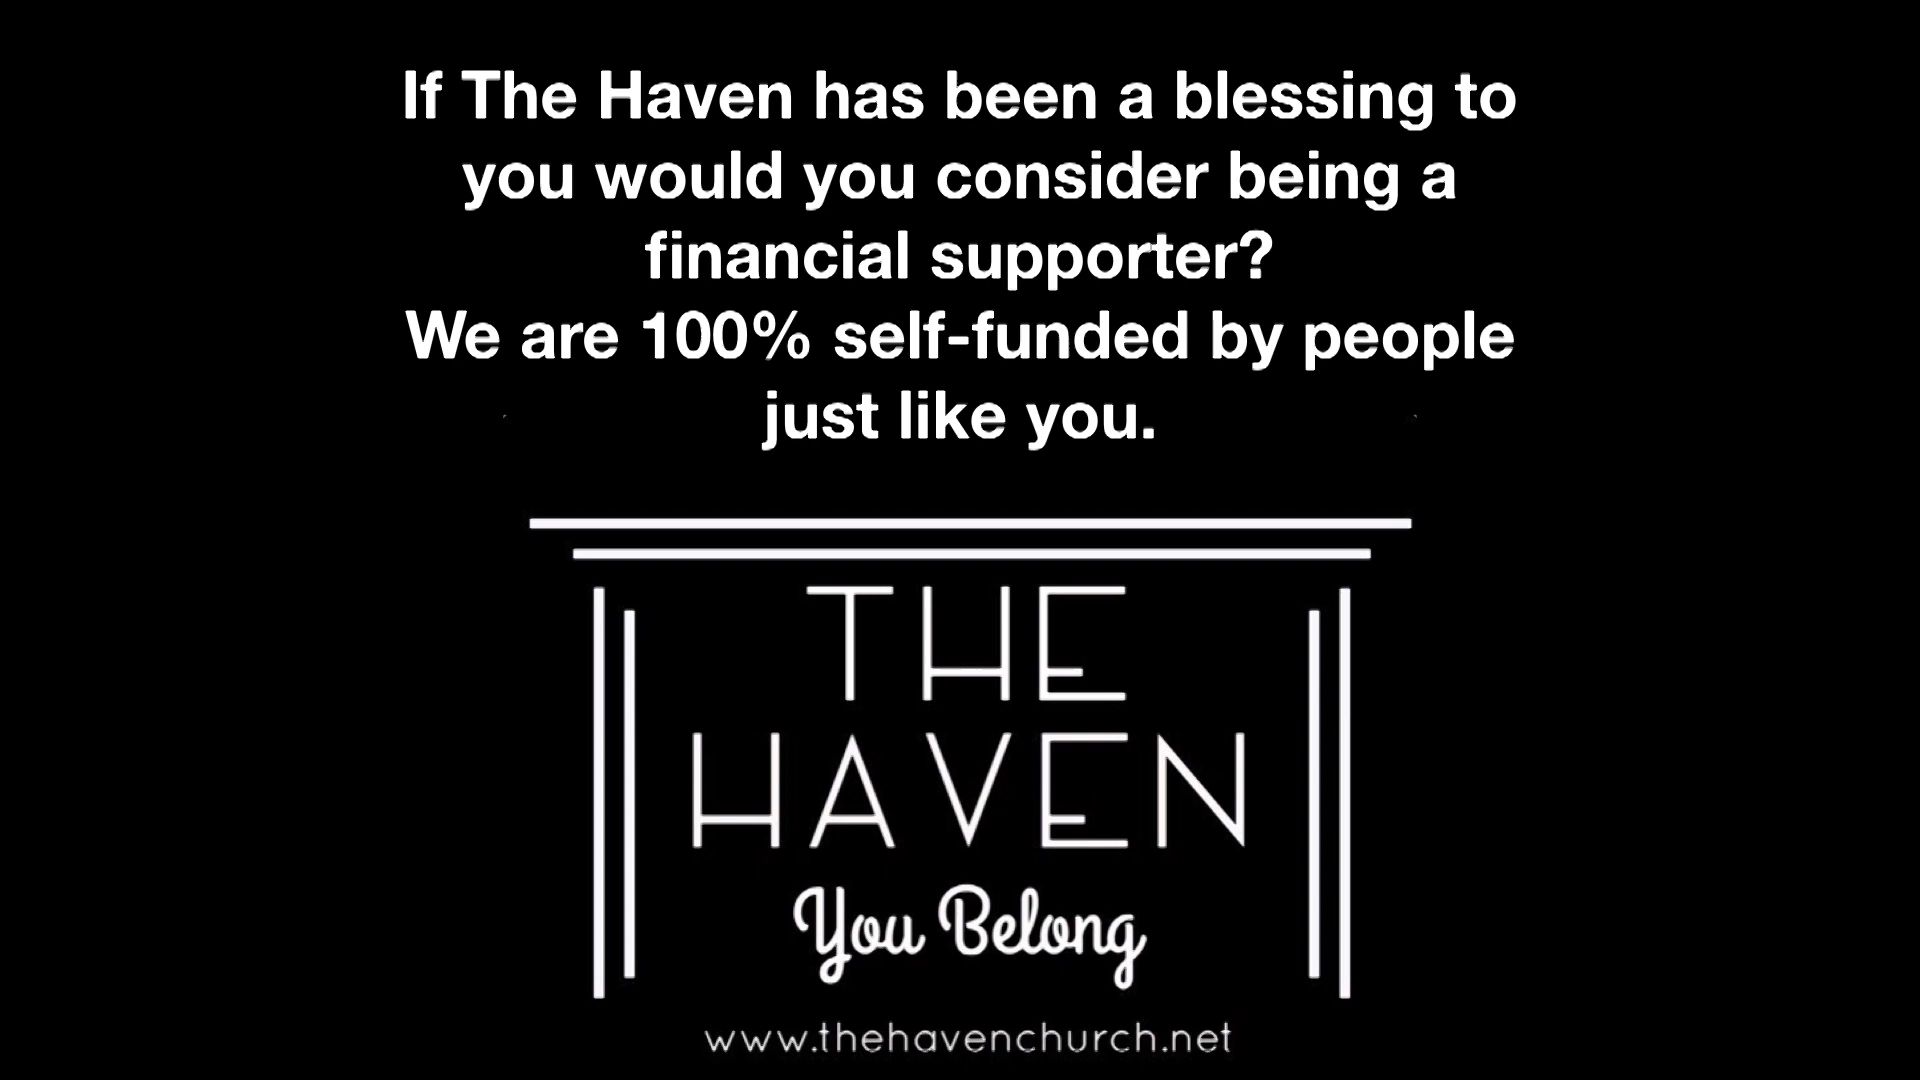 If The Haven has been a blessing to
you would you consider being a
financial supporter?
We are 100% self-funded by people
just like you.
THE
HAVEN
You Belong
www.thehavenchurch.net